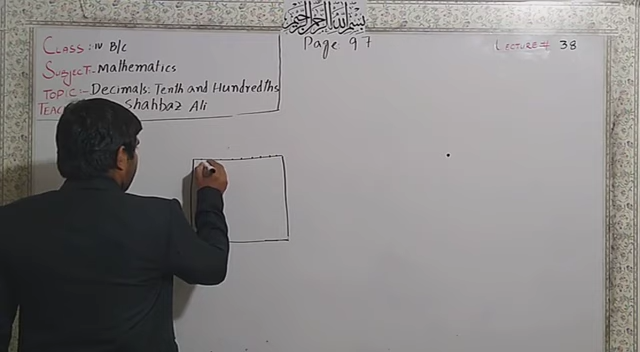 بسم الله الرحمن الرحيم
CLASS:- IV B/C
Page 97
LECTURE# 38
SUBJECT:- Mathematics
TOPIC:- Decimals: Tenth and Hundredths
Shahbaz Ali